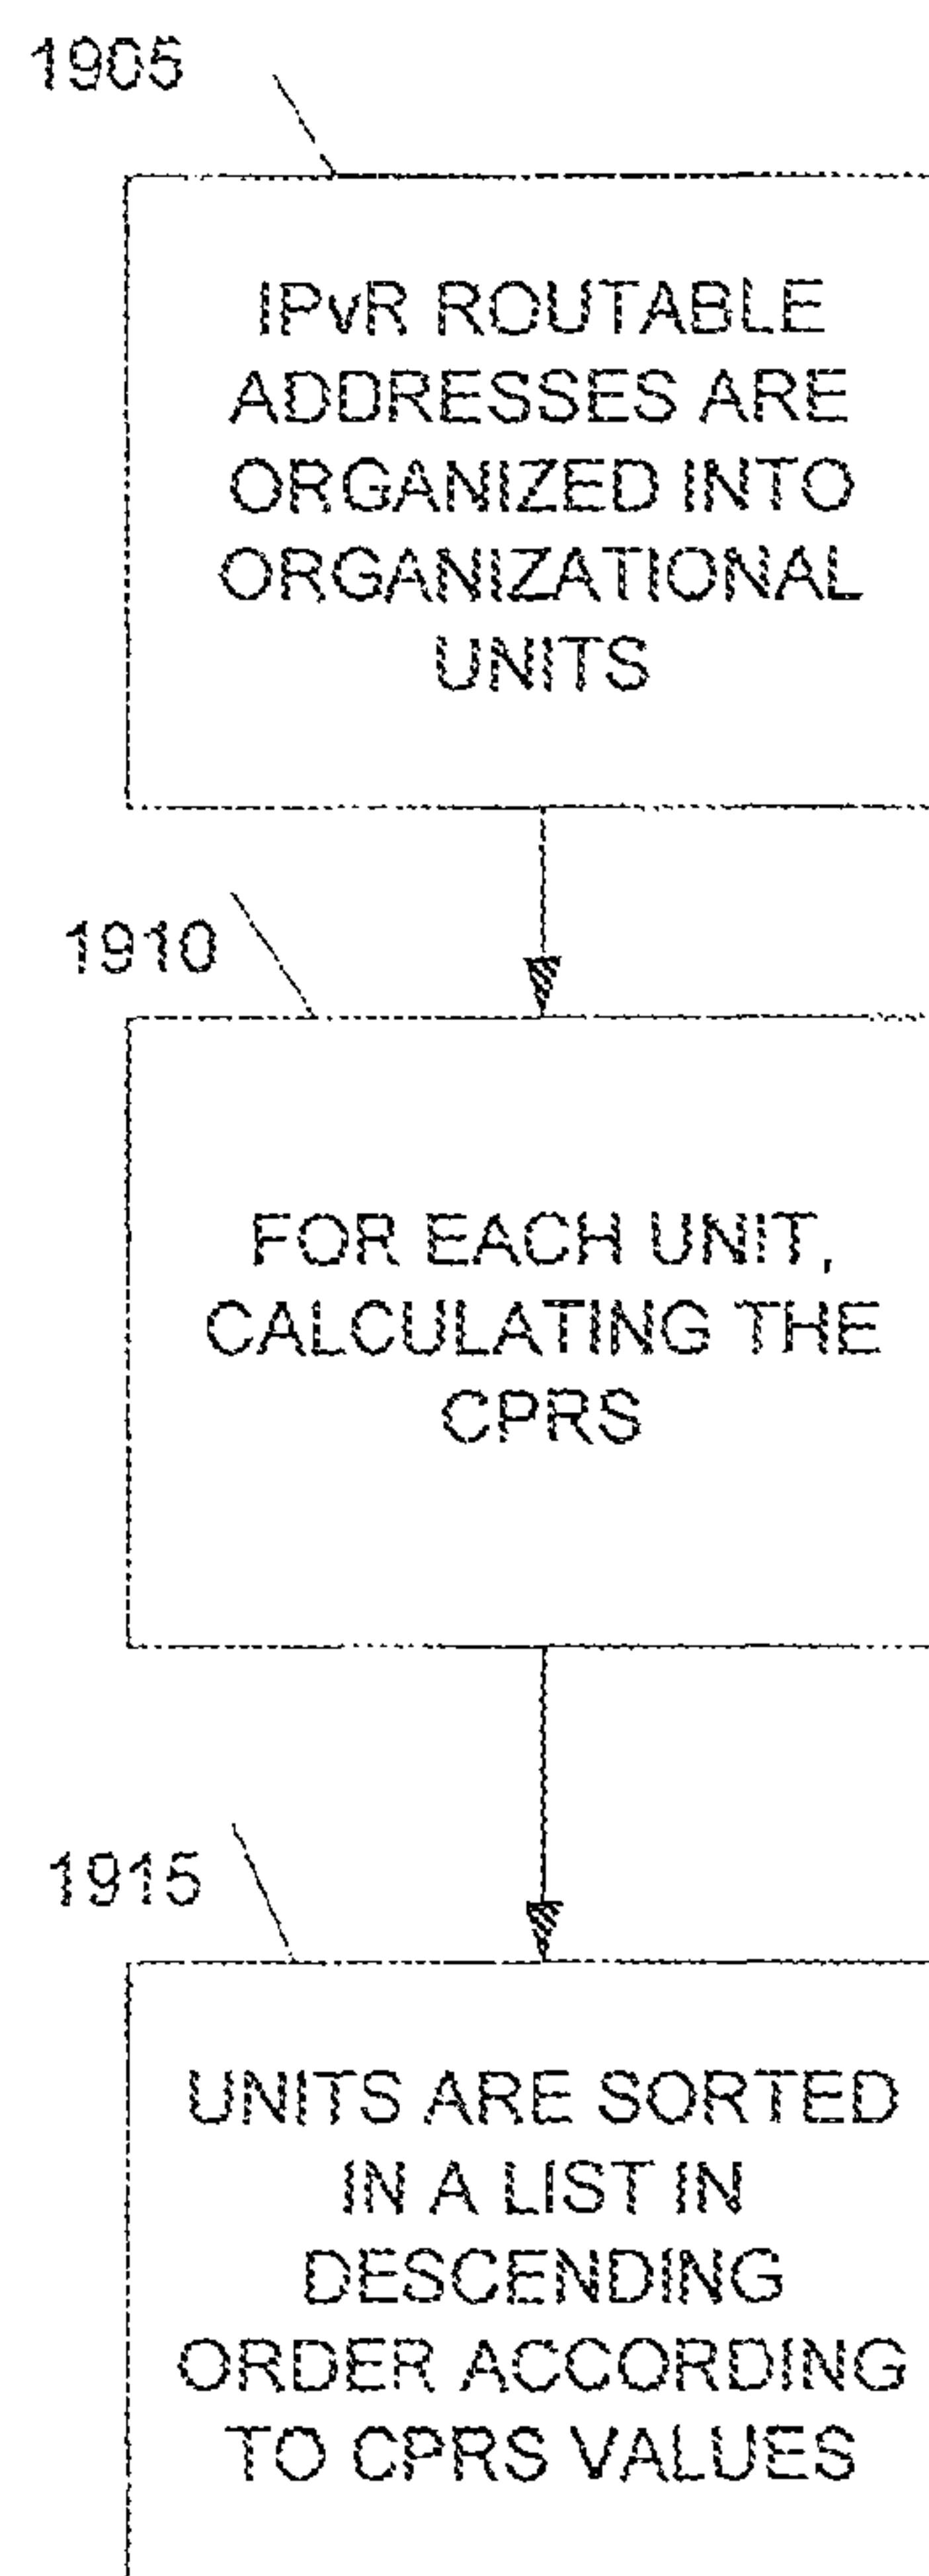 1905
IPvR ROUTABLE
ADDRESSES ARE
ORGANIZED INTO
ORGANIZATIONAL
UNITS
1910
FOR EACH UNIT,
CALCULATING THE
CPRS
1915
UNITS ARE SORTED
IN A LIST IN
DESCENDING
ORDER ACCORDING
TO CPRS VALUES